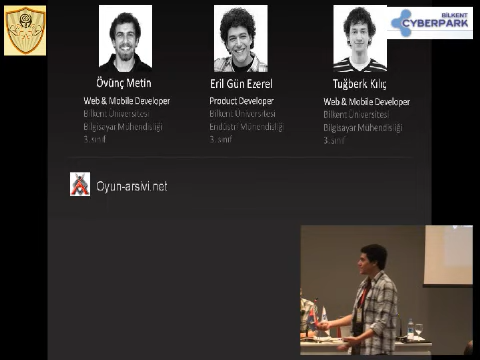 BILKENT
CYBERPARK
Övünç Metin
Web & Mobile Developer
Bilkent Üniversitesi
Bilgisayar Mühendisliği
3. sınıf
Eril Gün Ezerel
Product Developer
Bilkent Üniversitesi
Endüstri Mühendisliği
3. sınıf
Tuğberk Kılıç
Web & Mobile Developer
Bilkent Üniversitesi
Bilgisayar Mühendisliği
3. sınıf
Oyun-arsivi.net